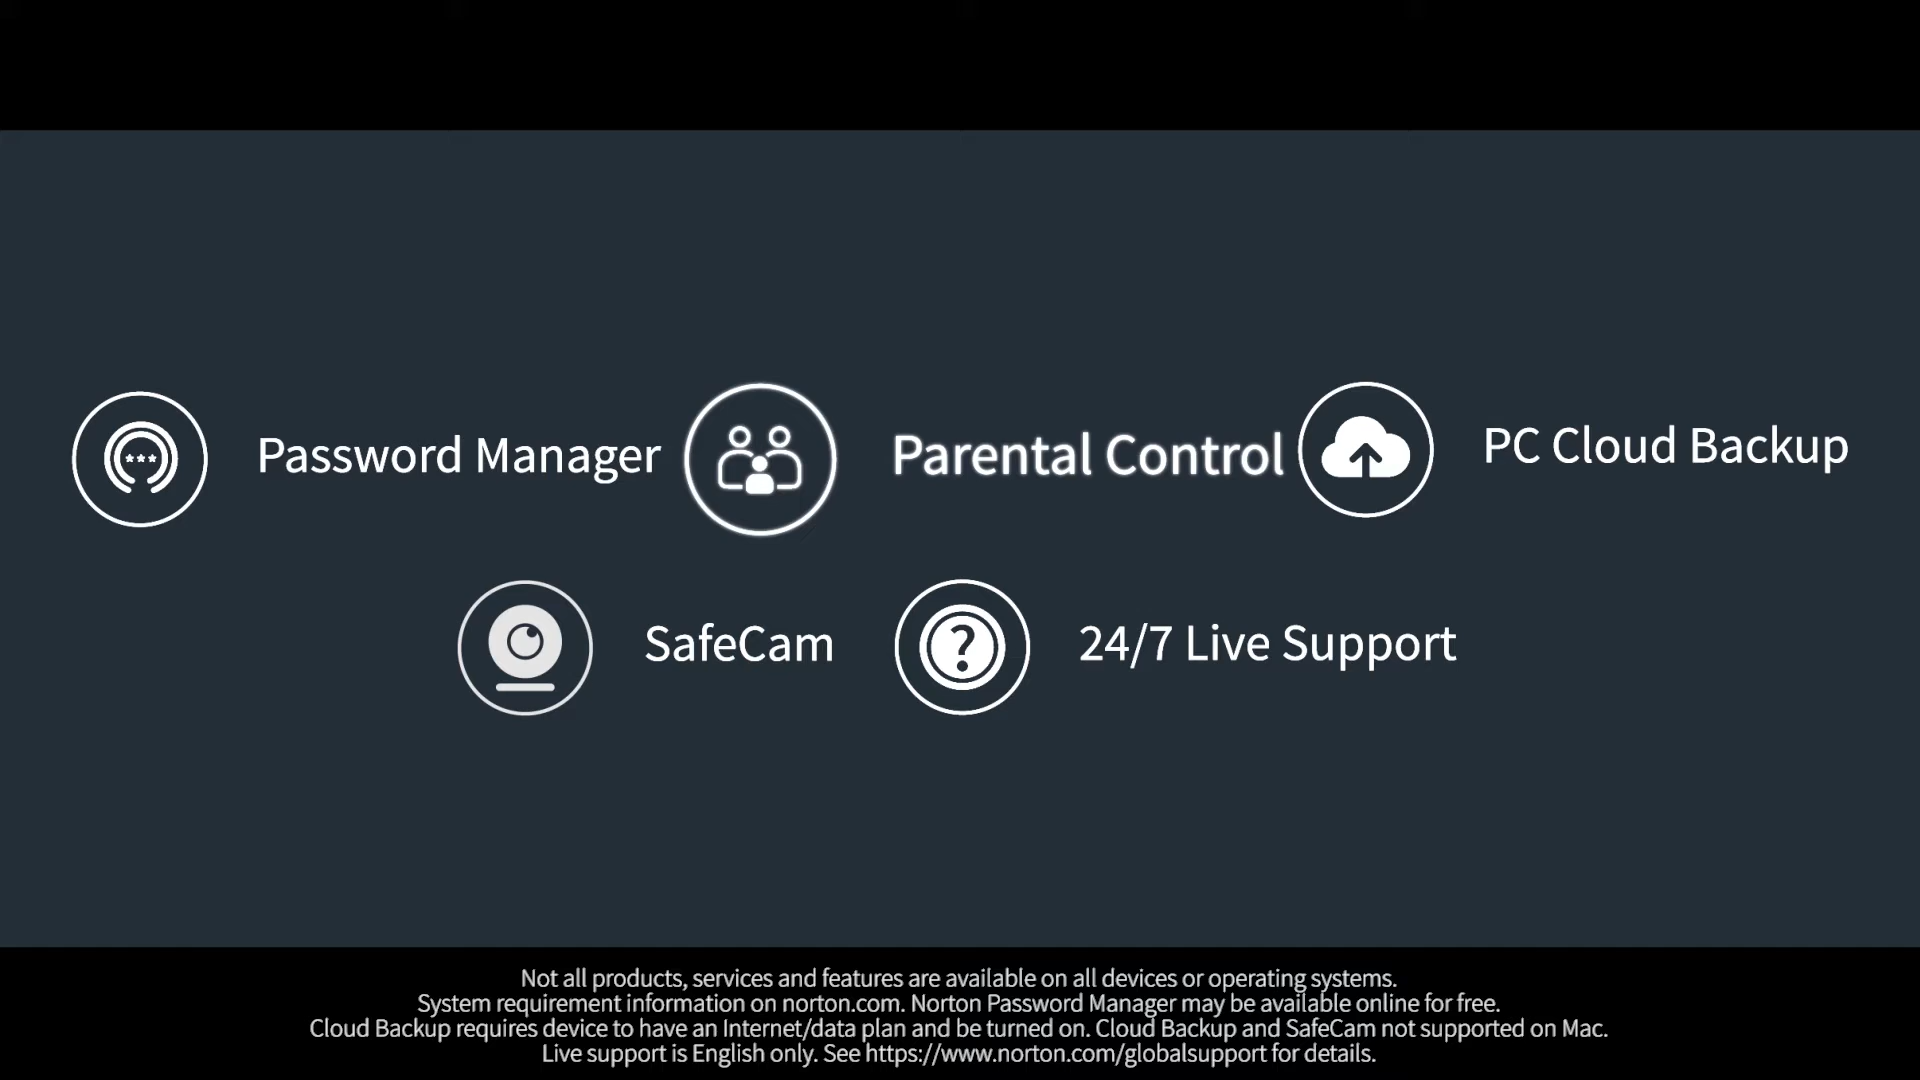 Password Manager
Parental Control
PC Cloud Backup
SafeCam
24/7 Live Support
Not all products, services and features are available on all devices or operating systems.
System requirement information on norton.com. Norton Password Manager may be available online for free.
Cloud Backup requires device to have an Internet/data plan and be turned on. Cloud Backup and SafeCam not supported on Mac.
Live support is English only. See https://www.norton.com/globalsupport for details.